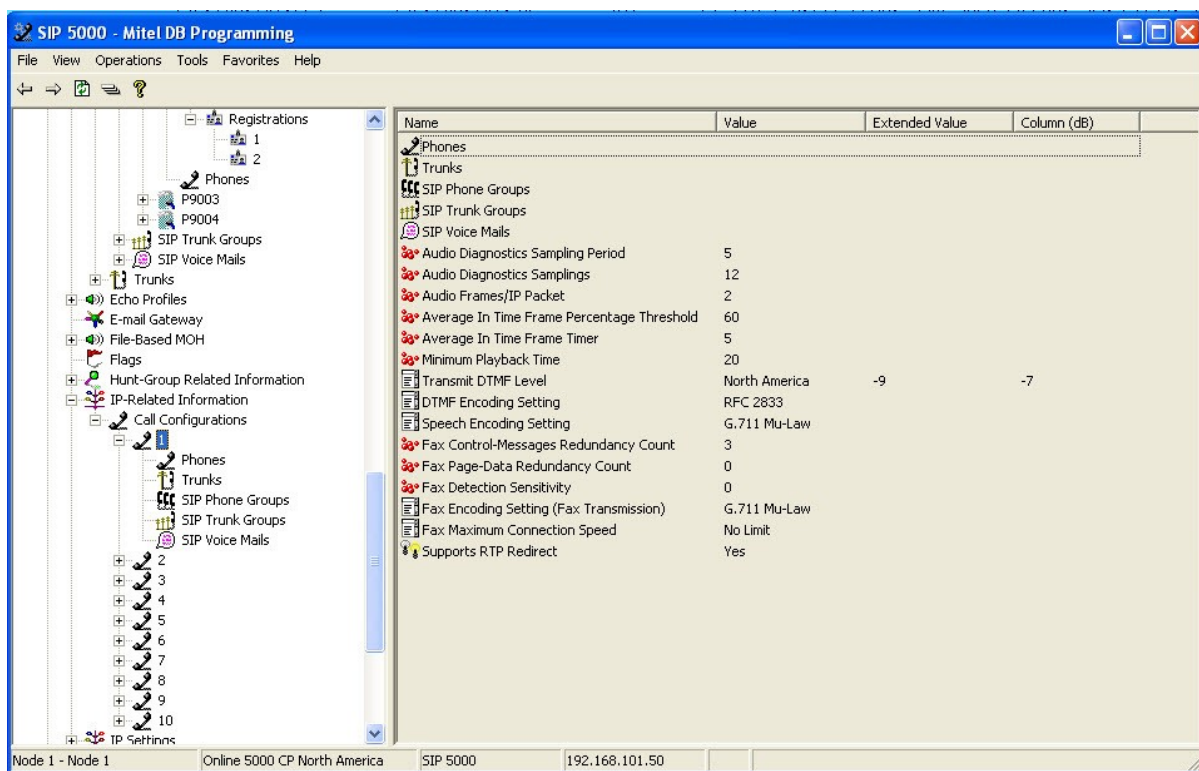 SIP 5000 - Mitel DB Programming
File View Operations Tools Favorites Help
Registrations
1
2
Phones
P9003
P9004
SIP Trunk Groups
SIP Voice Mails
Trunks
Echo Profiles
E-mail Gateway
File-Based MOH
Flags
Hunt-Group Related Information
IP-Related Information
Call Configurations
1
Phones
Trunks
SIP Phone Groups
SIP Trunk Groups
SIP Voice Mails
2
3
4
5
6
7
8
9
10
IP Settings
Name Value Extended Value Column (dB)
Phones
Trunks
SIP Phone Groups
SIP Trunk Groups
SIP Voice Mails
Audio Diagnostics Sampling Period 5
Audio Diagnostics Samplings 12
Audio Frames/IP Packet 2
Average In Time Frame Percentage Threshold 60
Average In Time Frame Timer 5
Minimum Playback Time 20
Transmit DTMF Level North America -9 -7
DTMF Encoding Setting RFC 2833
Speech Encoding Setting G.711 Mu-Law
Fax Control-Messages Redundancy Count 3
Fax Page-Data Redundancy Count 0
Fax Detection Sensitivity 0
Fax Encoding Setting (Fax Transmission) G.711 Mu-Law
Fax Maximum Connection Speed No Limit
Supports RTP Redirect Yes
Node 1 - Node 1 Online 5000 CP North America SIP 5000 192.168.101.50